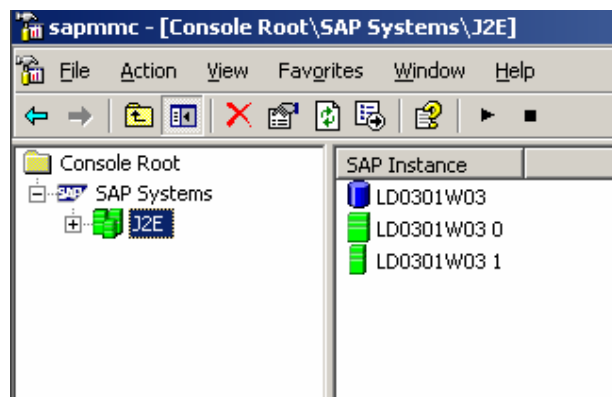 sapmmc - [Console Root\SAP Systems\J2E]
File Action View Favorites Window Help
Console Root
SAP SAP Systems
J2E
SAP Instance
LD0301W03
LD0301W03 0
LD0301W03 1